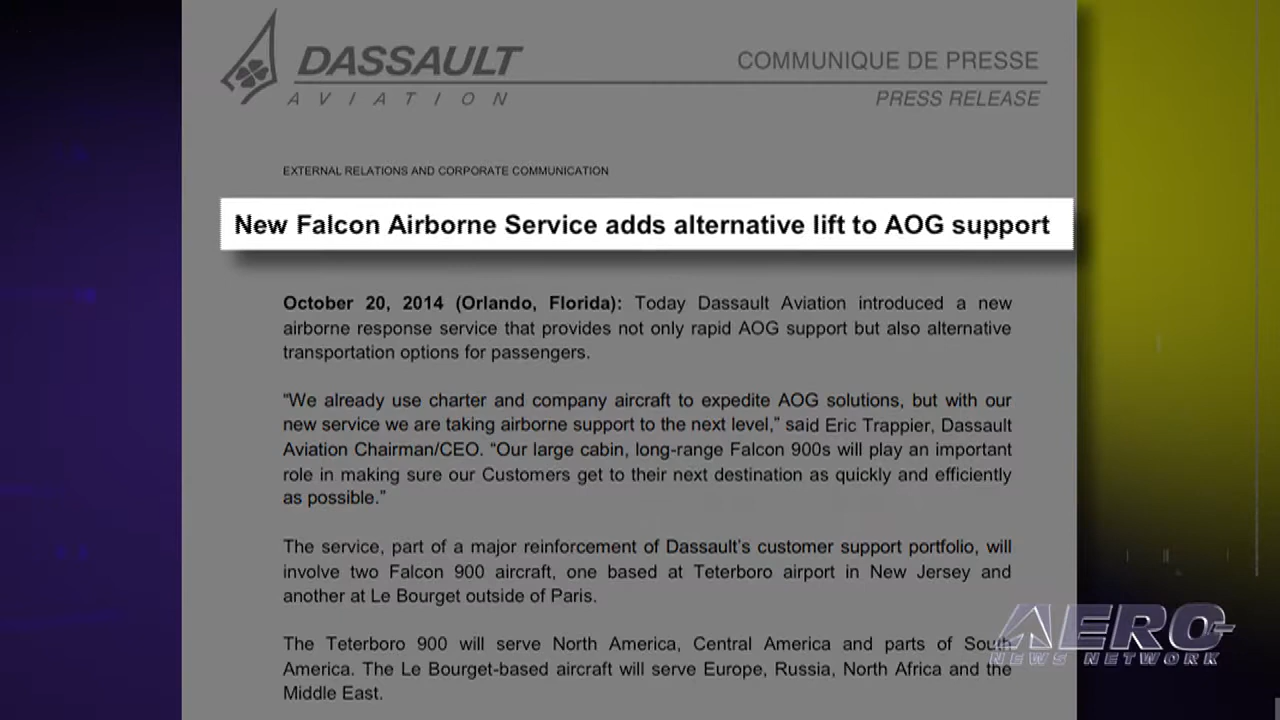 DASSAULT
AVIATION
COMMUNIQUE DE PRESSE
PRESS RELEASE
EXTERNAL RELATIONS AND CORPORATE COMMUNICATION
New Falcon Airborne Service adds alternative lift to AOG support
October 20, 2014 (Orlando, Florida): Today Dassault Aviation introduced a new
airborne response service that provides not only rapid AOG support but also alternative
transportation options for passengers.
“We already use charter and company aircraft to expedite AOG solutions, but with our
new service we are taking airborne support to the next level,” said Eric Trappier, Dassault
Aviation Chairman/CEO. “Our large cabin, long-range Falcon 900s will play an important
role in making sure our Customers get to their next destination as quickly and efficiently
as possible.”
The service, part of a major reinforcement of Dassault’s customer support portfolio, will
involve two Falcon 900 aircraft, one based at Teterboro airport in New Jersey and
another at Le Bourget outside of Paris.
The Teterboro 900 will serve North America, Central America and parts of South
America. The Le Bourget-based aircraft will serve Europe, Russia, North Africa and the
Middle East.
AERO-
NEWS NETWORK